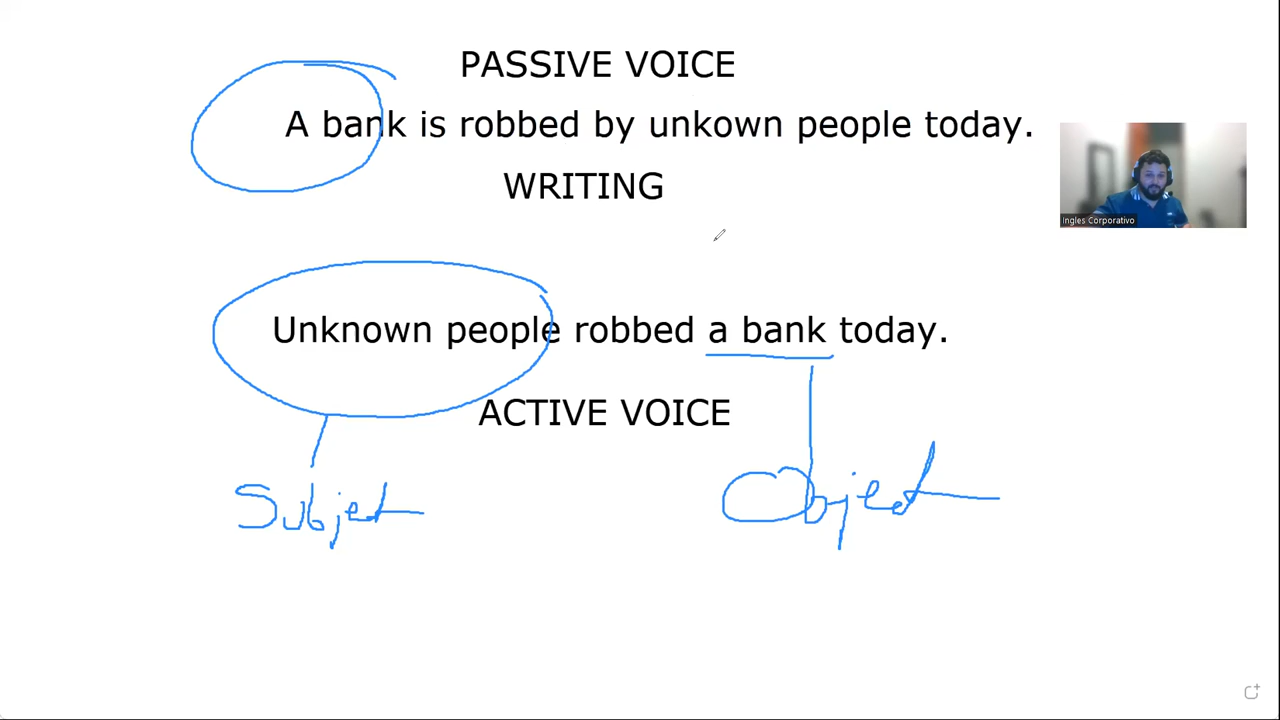 PASSIVE VOICE
A bank is robbed by unkown people today.
WRITING
Ingles Corporativo
Unknown people robbed a bank today.
ACTIVE VOICE
Subjet
Object